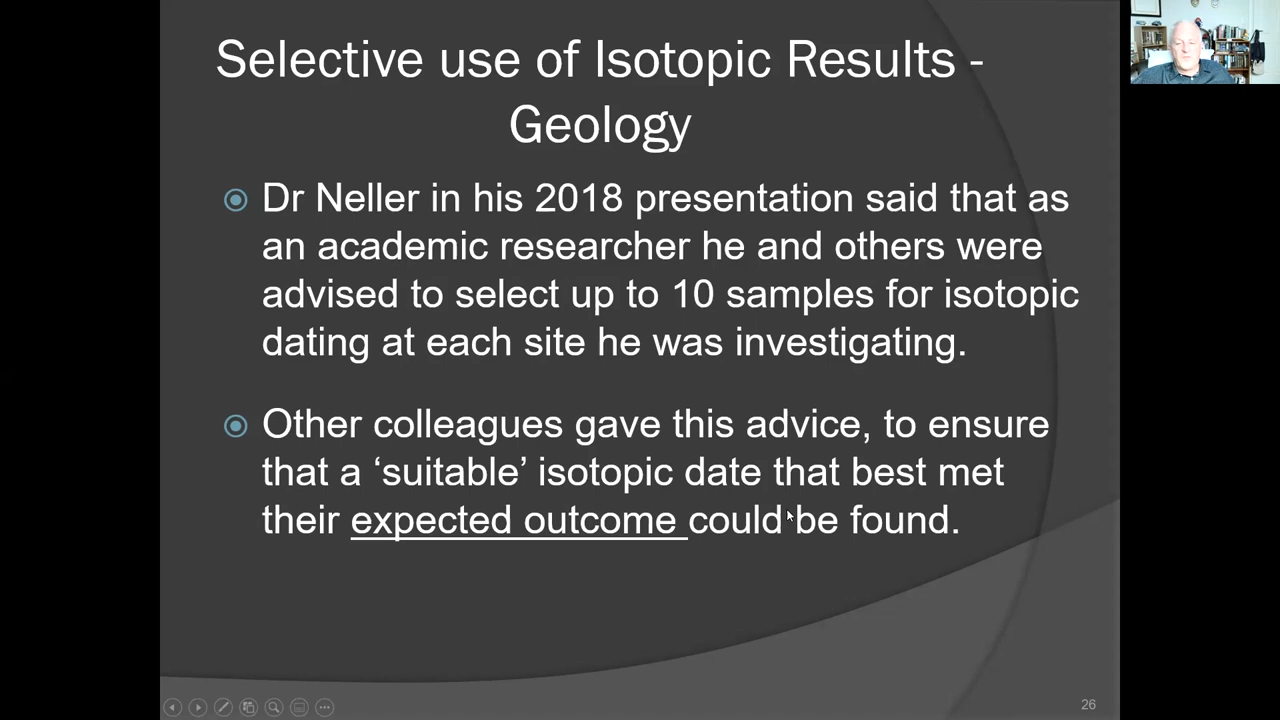 Selective use of Isotopic Results -
Geology
Dr Neller in his 2018 presentation said that as
an academic researcher he and others were
advised to select up to 10 samples for isotopic
dating at each site he was investigating.
Other colleagues gave this advice, to ensure
that a ‘suitable’ isotopic date that best met
their expected outcome could be found.
26